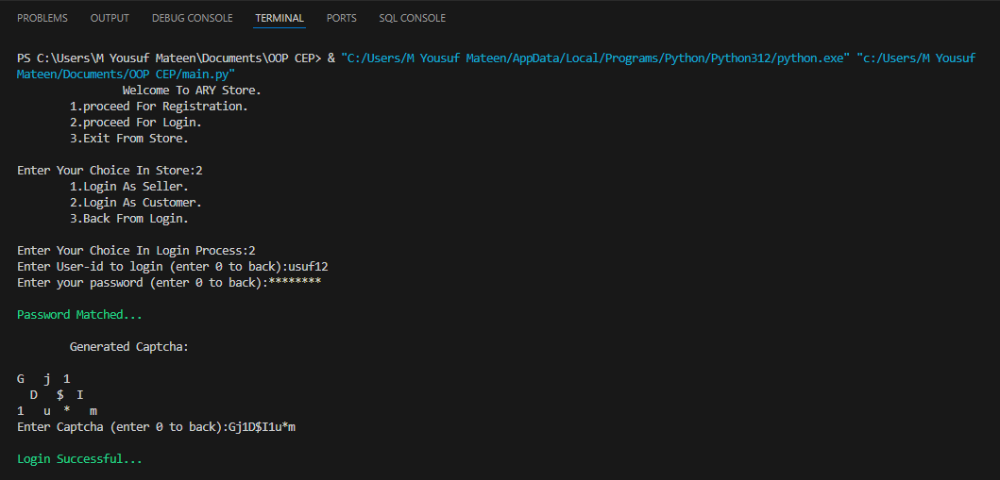 PROBLEMS OUTPUT DEBUG CONSOLE TERMINAL PORTS SQL CONSOLE
PS C:\Users\M Yousuf Mateen\Documents\OOP CEP> & "C:/Users/M Yousuf Mateen/AppData/Local/Programs/Python/Python312/python.exe" "c:/Users/M Yousuf
Mateen/Documents/OOP CEP/main.py"
Welcome To ARY Store.
1.proceed For Registration.
2.proceed For Login.
3.Exit From Store.
Enter Your Choice In Store:2
1.Login As Seller.
2.Login As Customer.
3.Back From Login.
Enter Your Choice In Login Process:2
Enter User-id to login (enter 0 to back):usuf12
Enter your password (enter 0 to back):********
Password Matched...
Generated Captcha:
G j 1
D $ I
1 u * m
Enter Captcha (enter 0 to back):Gj1D$I1u*m
Login Successful...